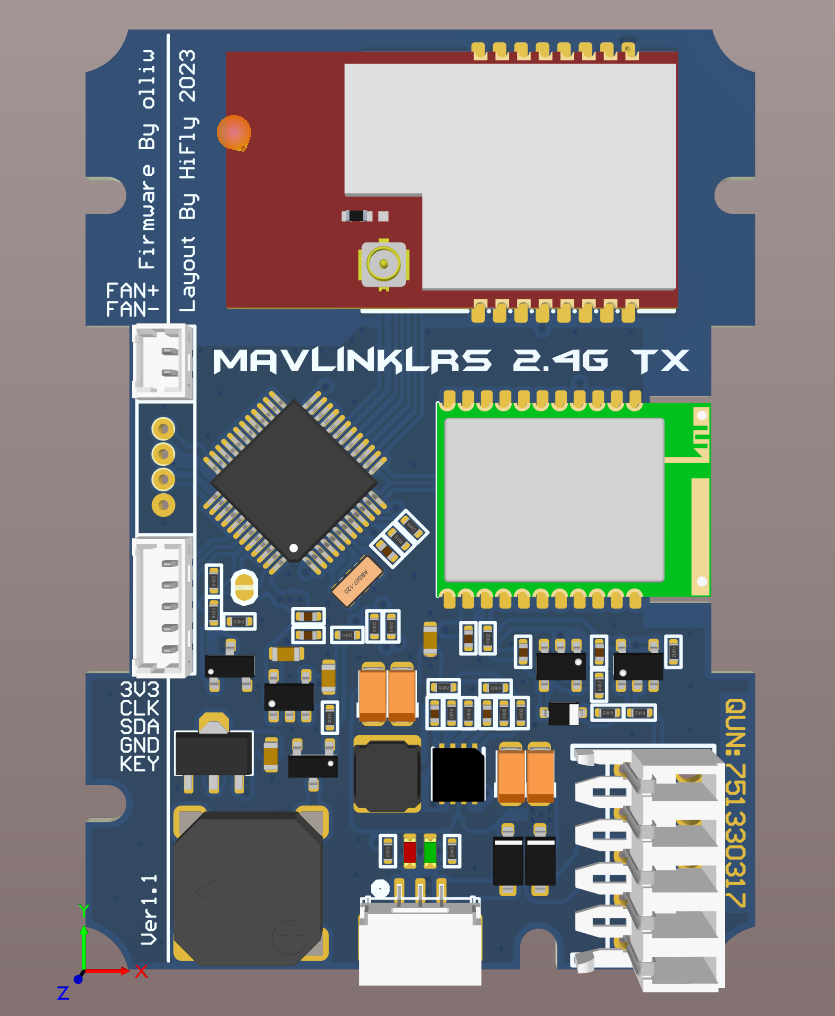 Firmware By olliw
Layout By HiFly 2023
FAN+
FAN-
MAVLINKLRS 2.4G TX
3V3
CLK
SDA
GND
KEY
QUN: 751330317
Ver1.1
Y
X
Z